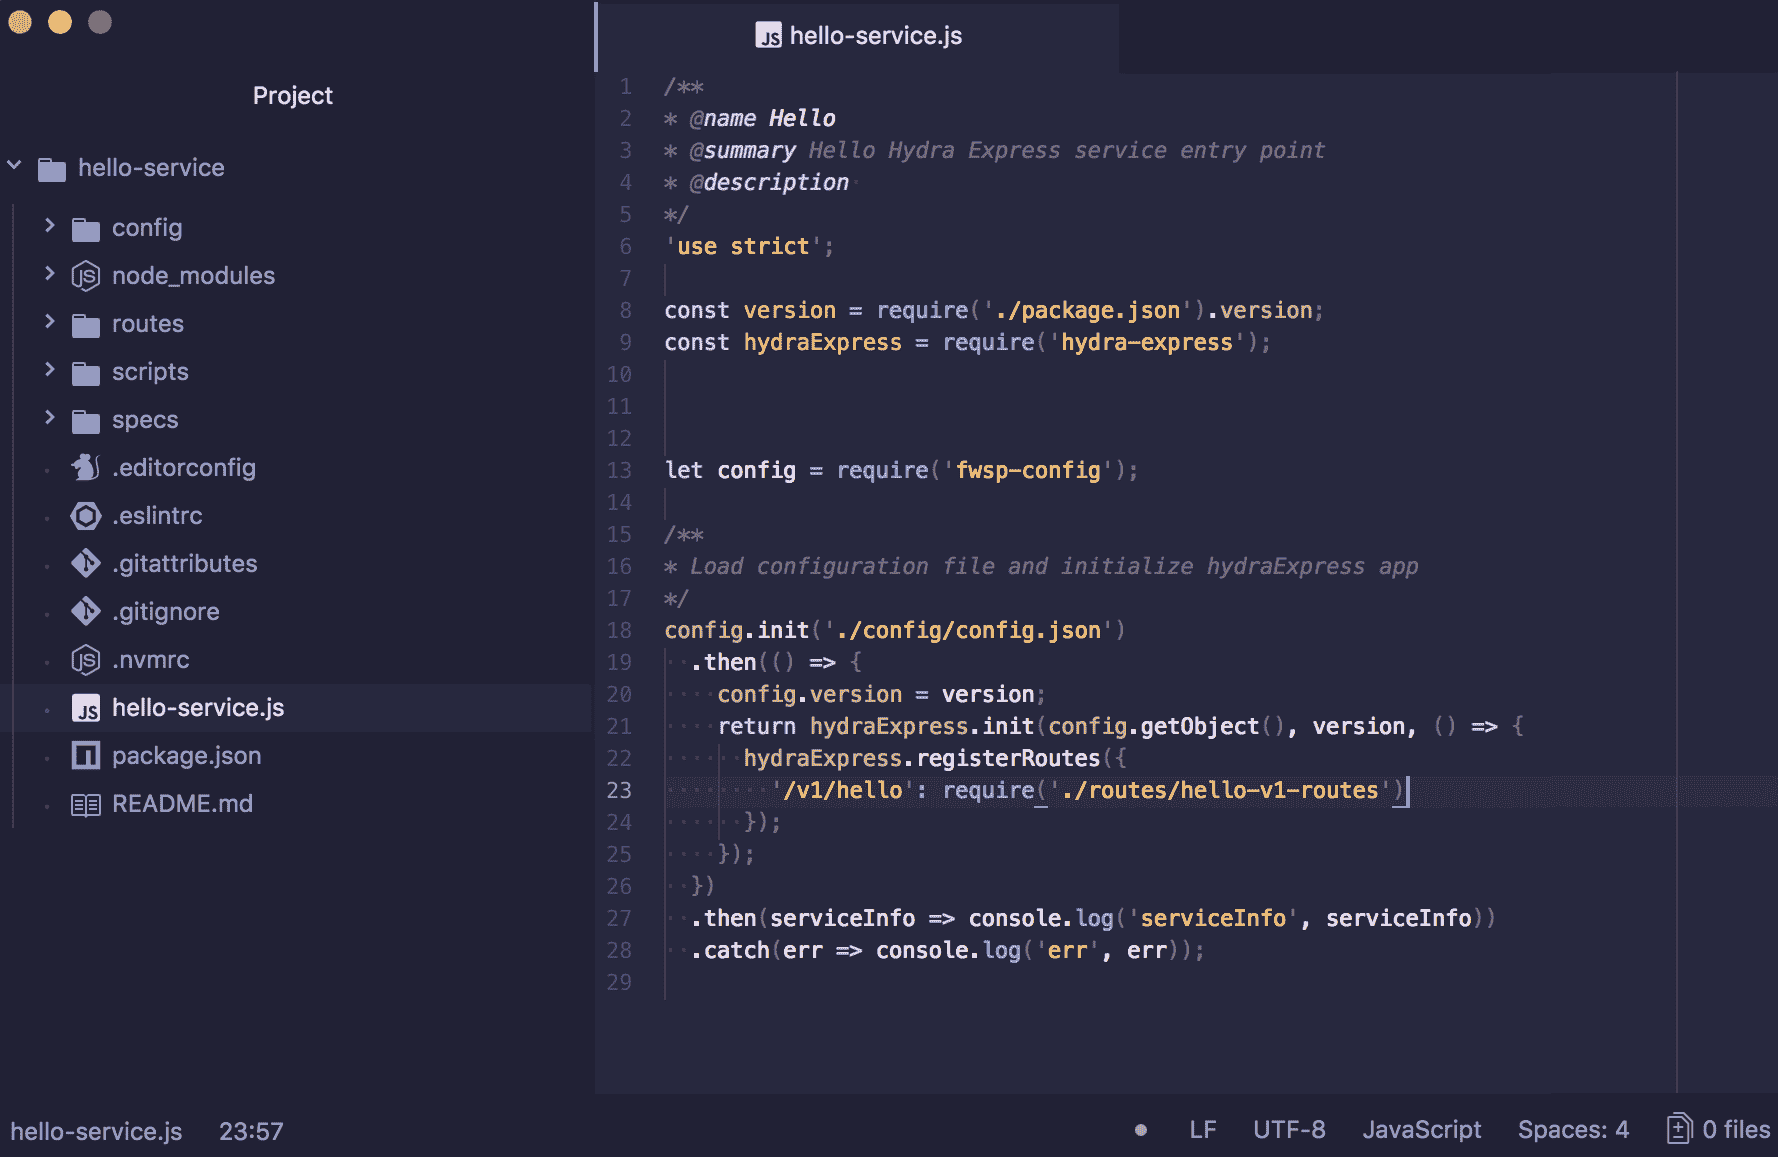 Project
hello-service
config
node_modules
routes
scripts
specs
.editorconfig
.eslintrc
.gitattributes
.gitignore
.nvmrc
hello-service.js
package.json
README.md
hello-service.js
1 /**
2 * @name Hello
3 * @summary Hello Hydra Express service entry point
4 * @description
5 */
6 'use strict';
7
8 const version = require('./package.json').version;
9 const hydraExpress = require('hydra-express');
10
11
12
13 let config = require('fwsp-config');
14
15 /**
16 * Load configuration file and initialize hydraExpress app
17 */
18 config.init('./config/config.json')
19   .then(() => {
20     config.version = version;
21     return hydraExpress.init(config.getObject(), version, () => {
22       hydraExpress.registerRoutes({
23         '/v1/hello': require('./routes/hello-v1-routes')
24       });
25     });
26   })
27   .then(serviceInfo => console.log('serviceInfo', serviceInfo))
28   .catch(err => console.log('err', err));
29
hello-service.js 23:57 LF UTF-8 JavaScript Spaces: 4 0 files